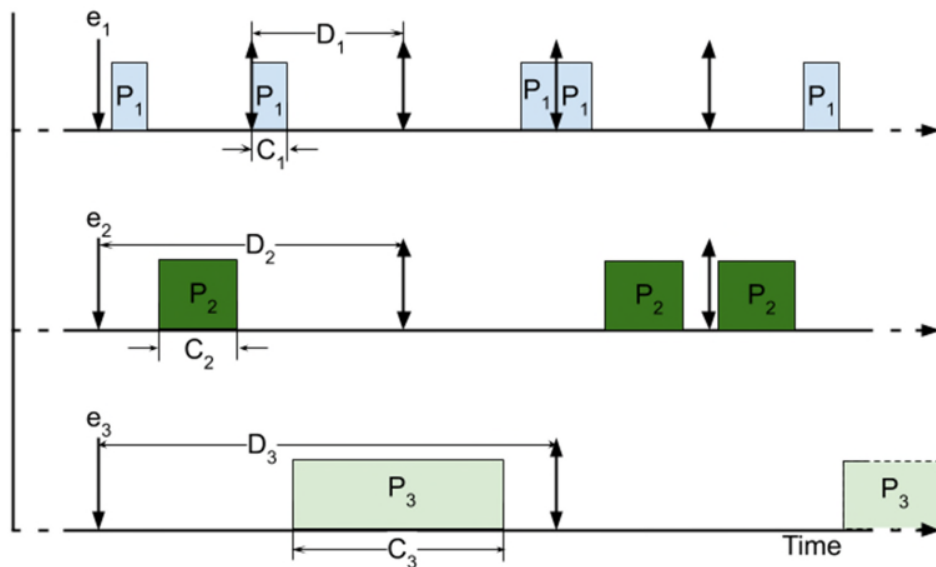 e₁
D₁
P₁
P₁
P₁
P₁
P₁
C₁
e₂
D₂
P₂
P₂
P₂
C₂
e₃
D₃
P₃
P₃
C₃
Time